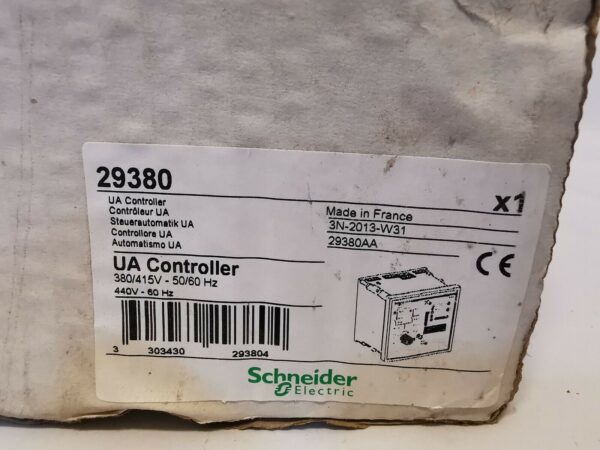 29380
x1
UA Controller
Contrôleur UA
Steuerautomatik UA
Controllore UA
Automatismo UA
Made in France
3N-2013-W31
29380AA
CE
UA Controller
380/415V - 50/60 Hz
440V - 60 Hz
3 303430 293804
Schneider
Electric